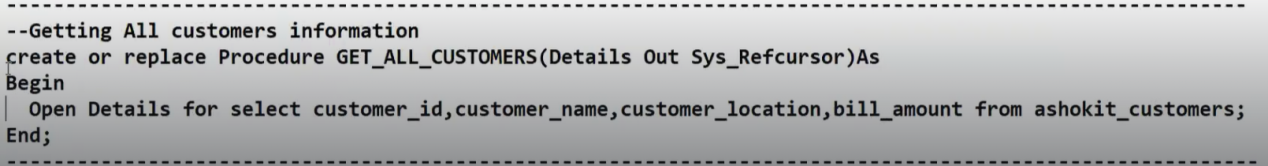 --------------------------------------------------------------------------------------------------------
--Getting All customers information
create or replace Procedure GET_ALL_CUSTOMERS(Details Out Sys_Refcursor)As
Begin
  Open Details for select customer_id,customer_name,customer_location,bill_amount from ashokit_customers;
End;
---------------------------------------------------------------------------------------------------------